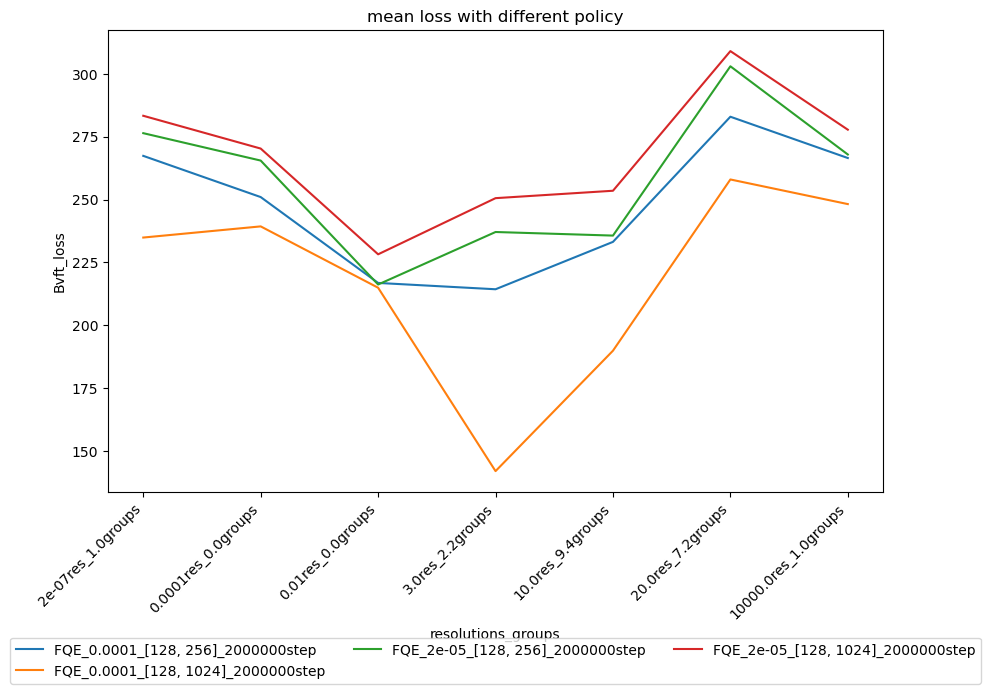 mean loss with different policy
Bvft_loss
300
275
250
225
200
175
150
2e-07res_1.0groups
0.0001res_0.0groups
0.01res_0.0groups
3.0res_2.2groups
10.0res_9.4groups
20.0res_7.2groups
10000.0res_1.0groups
resolutions_groups
FQE_0.0001_[128, 256]_2000000step
FQE_0.0001_[128, 1024]_2000000step
FQE_2e-05_[128, 256]_2000000step
FQE_2e-05_[128, 1024]_2000000step